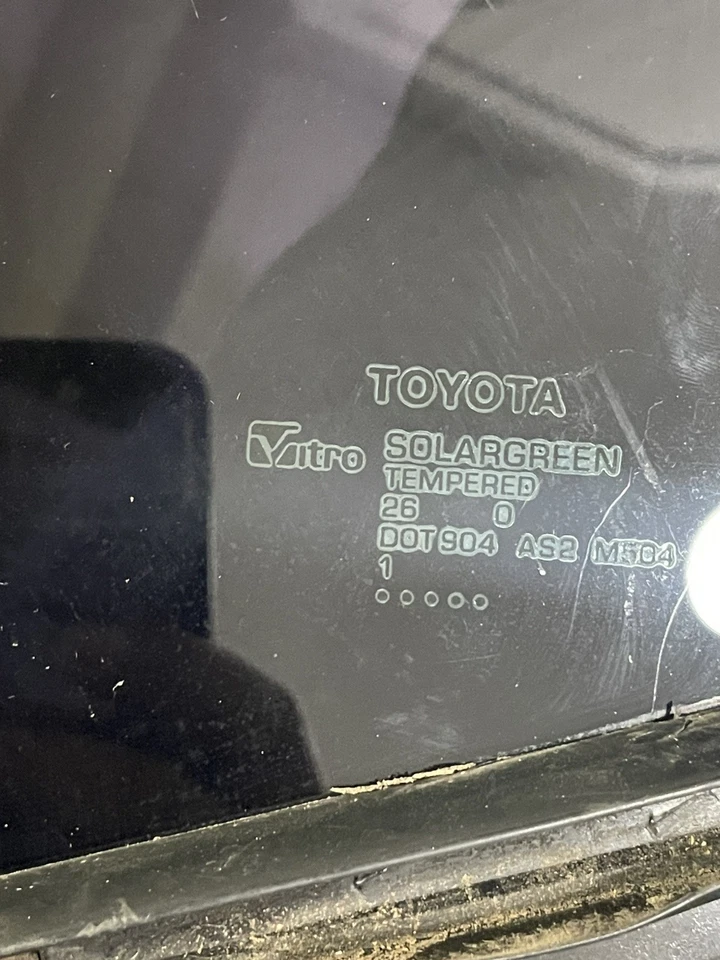 TOYOTA
Vitro SOLARGREEN
TEMPERED
26 0
DOT 904 AS2 M504
1